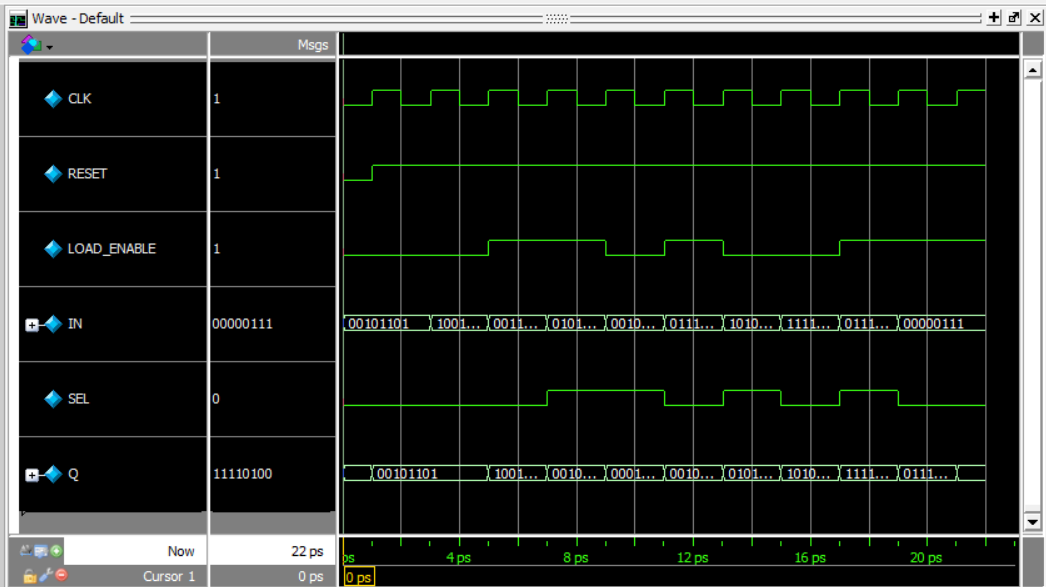 Wave - Default
Msgs
CLK 1
RESET 1
LOAD_ENABLE 1
IN 00000111 00101101 1001... 0011... 0101... 0010... 0111... 1010... 1111... 0111... 00000111
SEL 0
Q 11110100 00101101 1001... 0010... 0001... 0010... 0101... 1010... 1111... 0111...
Now 22 ps ps 4 ps 8 ps 12 ps 16 ps 20 ps
Cursor 1 0 ps 0 ps